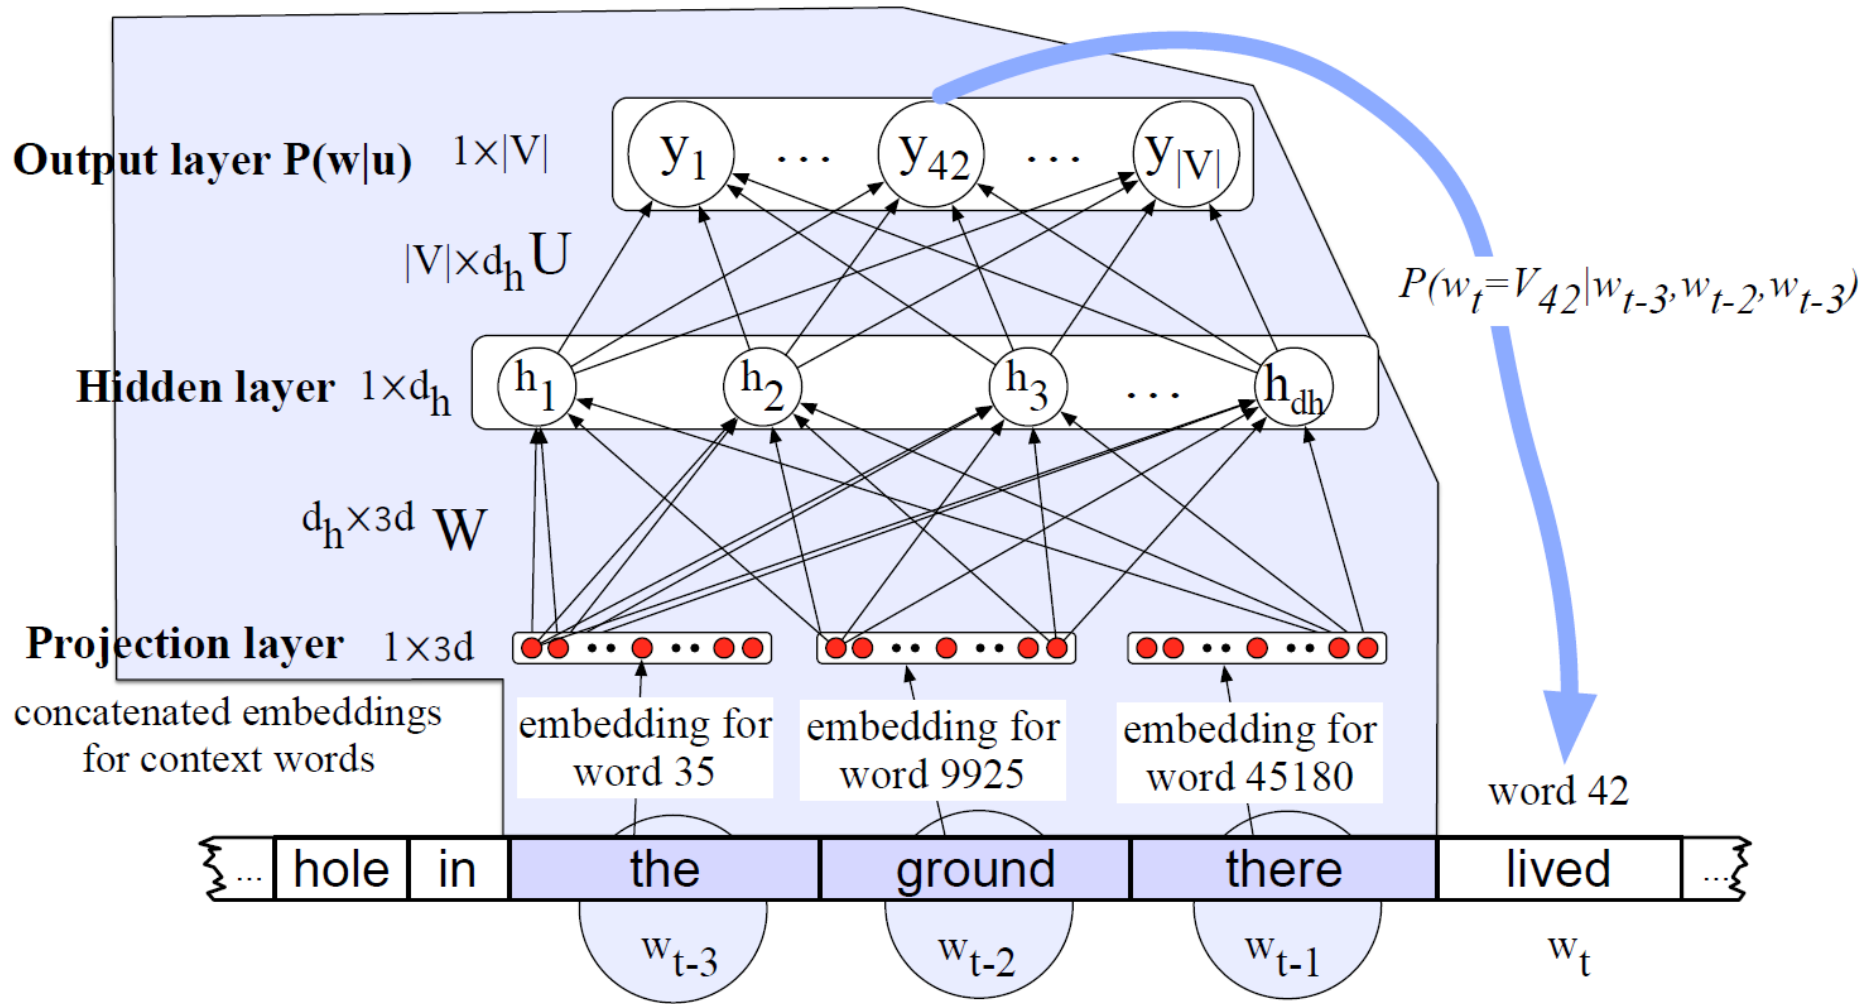 Output layer P(w|u) 1×|V|
y1 ... y42 ... y|V|
|V|×dh U
P(wt=V42|wt-3,wt-2,wt-3)
Hidden layer 1×dh
h1 h2 h3 ... hdh
dh×3d W
Projection layer 1×3d
concatenated embeddings
for context words
embedding for
word 35
embedding for
word 9925
embedding for
word 45180
word 42
... hole in the ground there lived ...
wt-3 wt-2 wt-1 wt